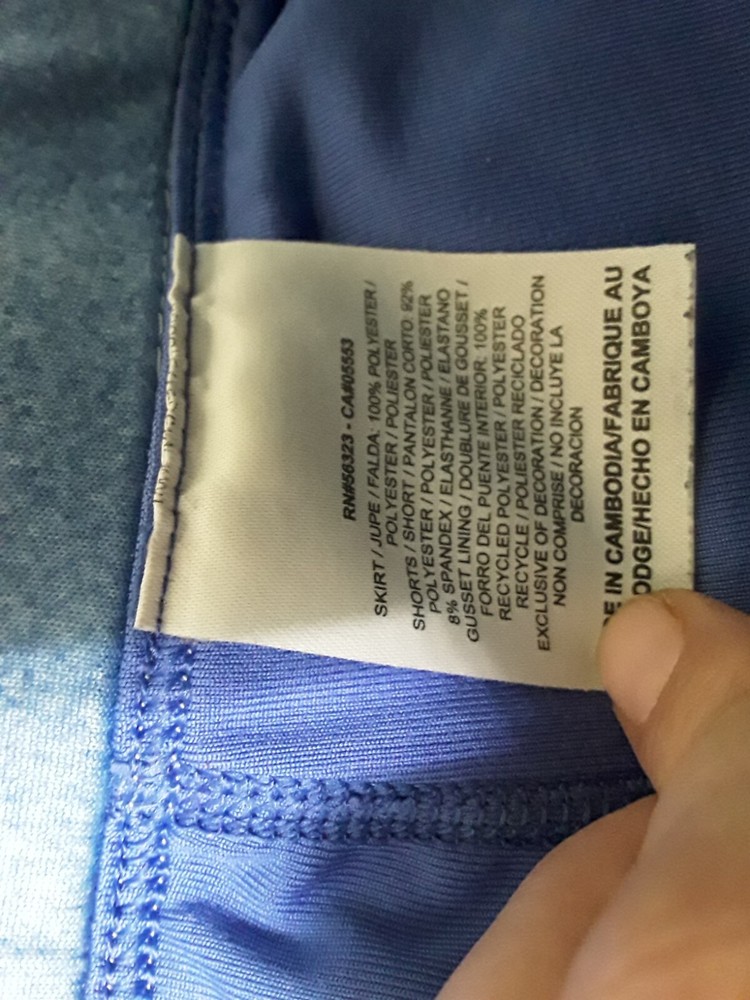 RN#56323 - CA#05553
SKIRT / JUPE / FALDA: 100% POLYESTER /
POLYESTER / POLIESTER
SHORTS / SHORT / PANTALON CORTO: 92%
POLYESTER / POLYESTER / POLIESTER
8% SPANDEX / ELASTHANNE / ELASTANO
GUSSET LINING / DOUBLURE DE GOUSSET /
FORRO DEL PUENTE INTERIOR: 100%
RECYCLED POLYESTER / POLYESTER
RECYCLE / POLIESTER RECICLADO
EXCLUSIVE OF DECORATION / DECORATION
NON COMPRISE / NO INCLUYE LA
DECORACION
IN CAMBODIA/FABRIQUE AU
ODGE/HECHO EN CAMBOYA